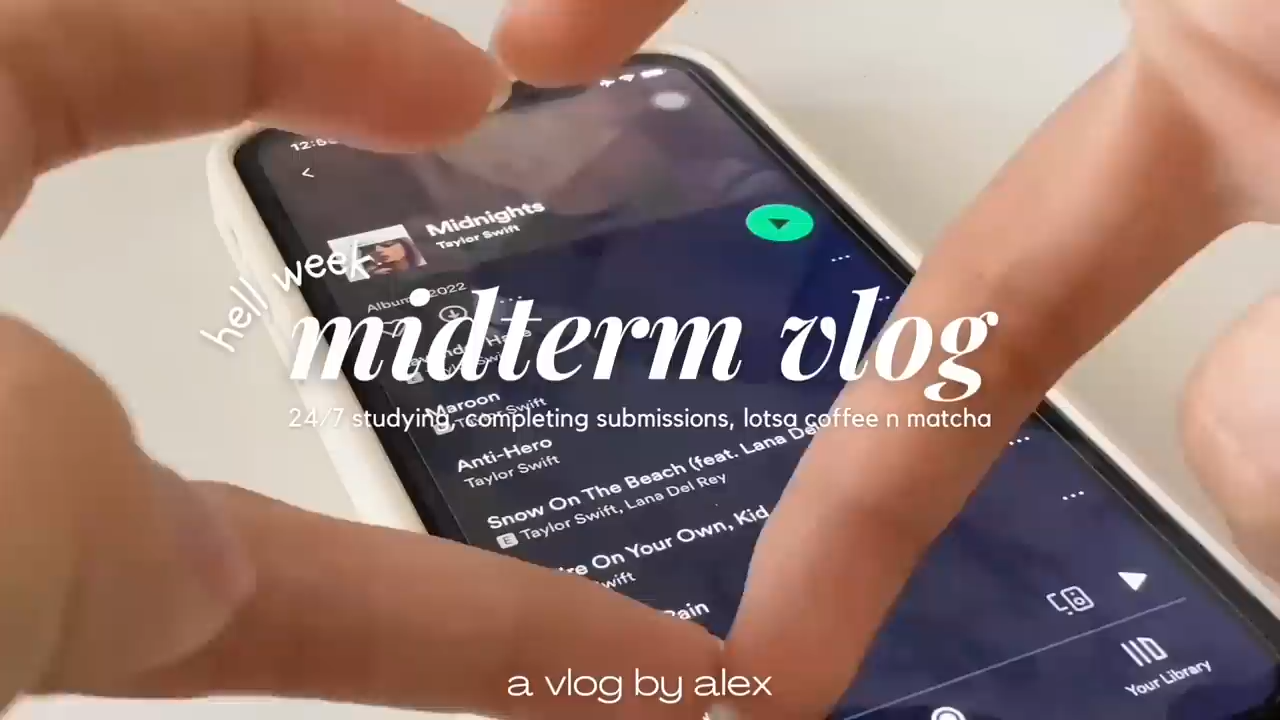 Midnights
Taylor Swift
hell week
Album 2022
midterm vlog
Maroon
Taylor Swift
24/7 studying, completing submissions, lotsa coffee n matcha
Anti-Hero
Taylor Swift
Snow On The Beach (feat. Lana Del
E Taylor Swift, Lana Del Rey
On Your Own, Kid
Your Library
a vlog by alex